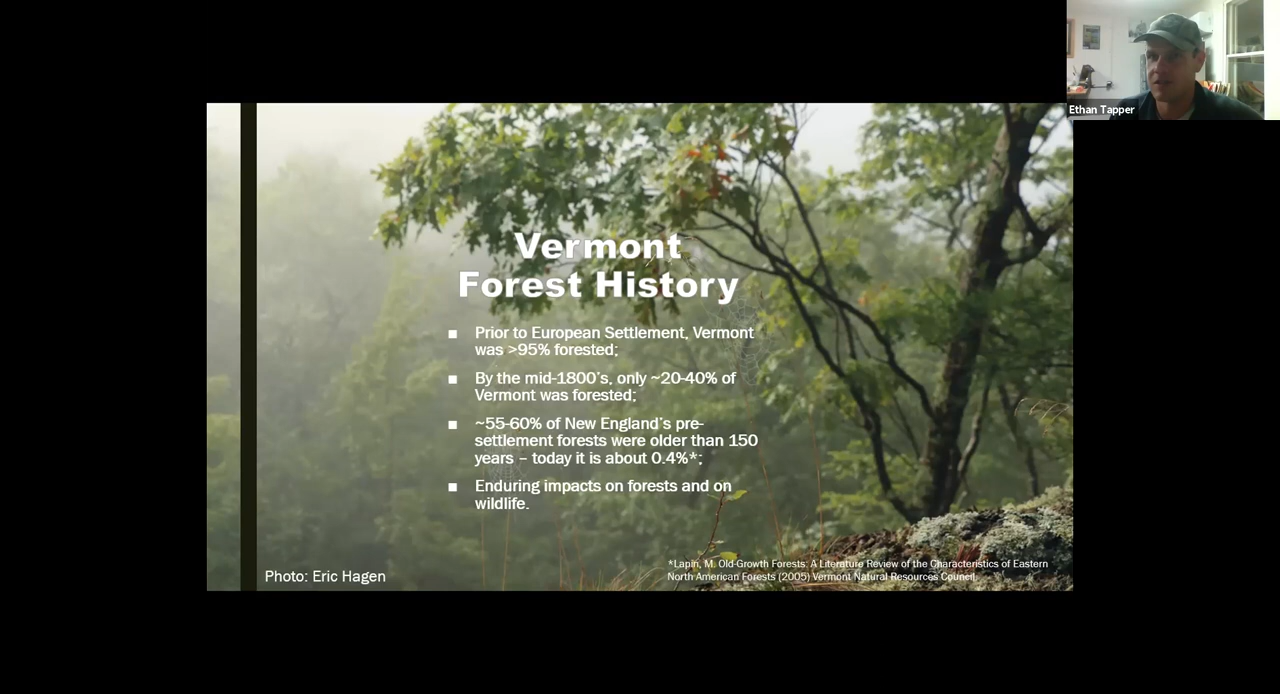 Ethan Tapper
Vermont
Forest History
■ Prior to European Settlement, Vermont
was >95% forested;
■ By the mid-1800's, only ~20-40% of
Vermont was forested;
■ ~55-60% of New England's pre-
settlement forests were older than 150
years – today it is about 0.4%*;
■ Enduring impacts on forests and on
wildlife.
*Lapin, M. Old-Growth Forests: A Literature Review of the Characteristics of Eastern
North American Forests (2005) Vermont Natural Resources Council
Photo: Eric Hagen